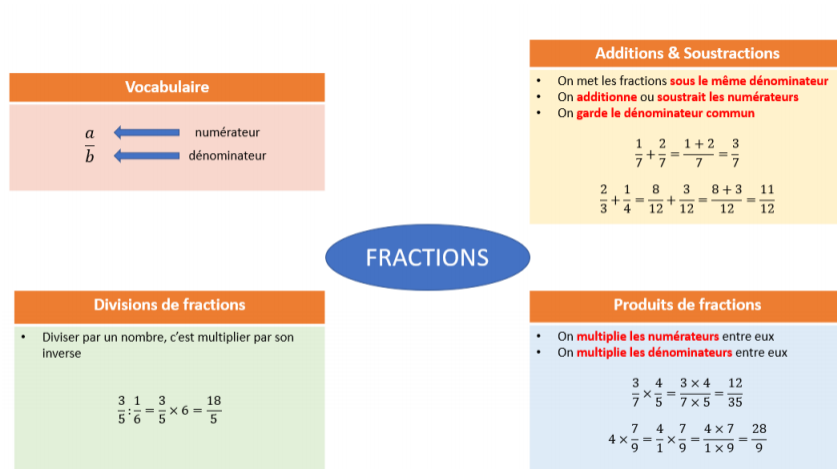 Vocabulaire
a/b
numérateur
dénominateur
Additions & Soustractions
• On met les fractions sous le même dénominateur
• On additionne ou soustrait les numérateurs
• On garde le dénominateur commun
1/7 + 2/7 = (1 + 2)/7 = 3/7
2/3 + 1/4 = 8/12 + 3/12 = (8 + 3)/12 = 11/12
FRACTIONS
Divisions de fractions
• Diviser par un nombre, c’est multiplier par son
inverse
3/5 : 1/6 = 3/5 × 6 = 18/5
Produits de fractions
• On multiplie les numérateurs entre eux
• On multiplie les dénominateurs entre eux
3/7 × 4/5 = (3 × 4)/(7 × 5) = 12/35
4 × 7/9 = 4/1 × 7/9 = (4 × 7)/(1 × 9) = 28/9